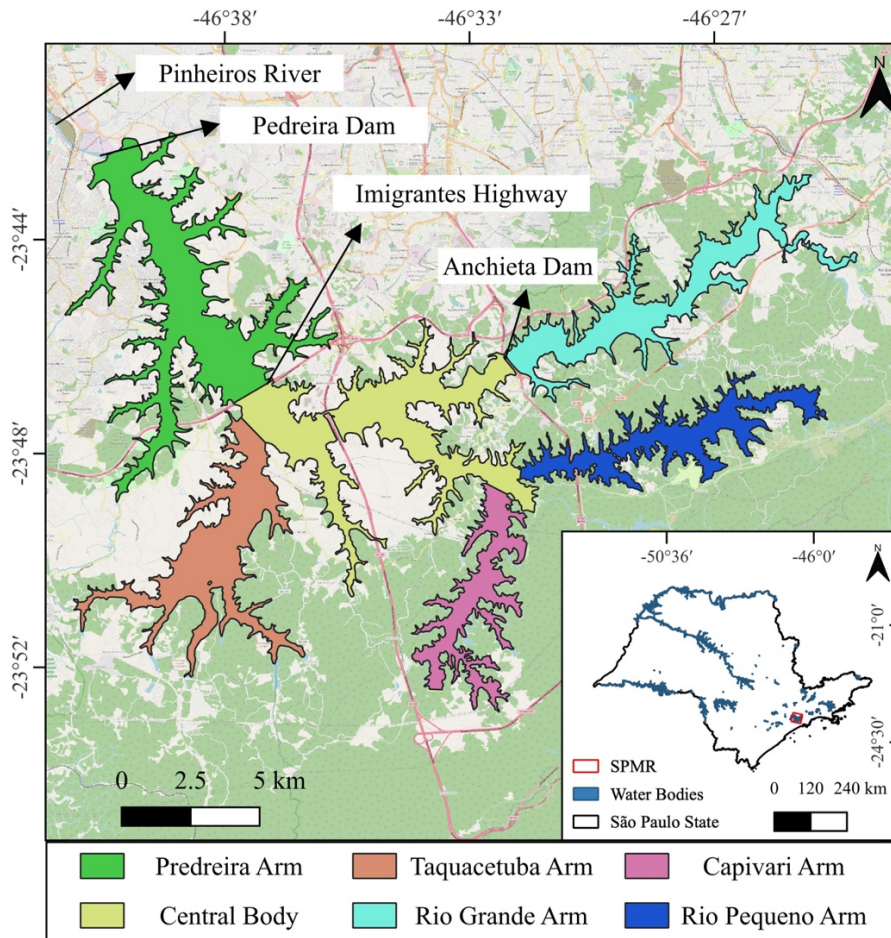 -46°38′ -46°33′ -46°27′
N
Pinheiros River
Pedreira Dam
Imigrantes Highway
-23°44′
Anchieta Dam
-23°48′
-23°52′
0 2.5 5 km
-50°36′ -46°0′
N
-21°0′
-24°30′
SPMR
Water Bodies
São Paulo State
0 120 240 km
Predreira Arm Taquacetuba Arm Capivari Arm
Central Body Rio Grande Arm Rio Pequeno Arm